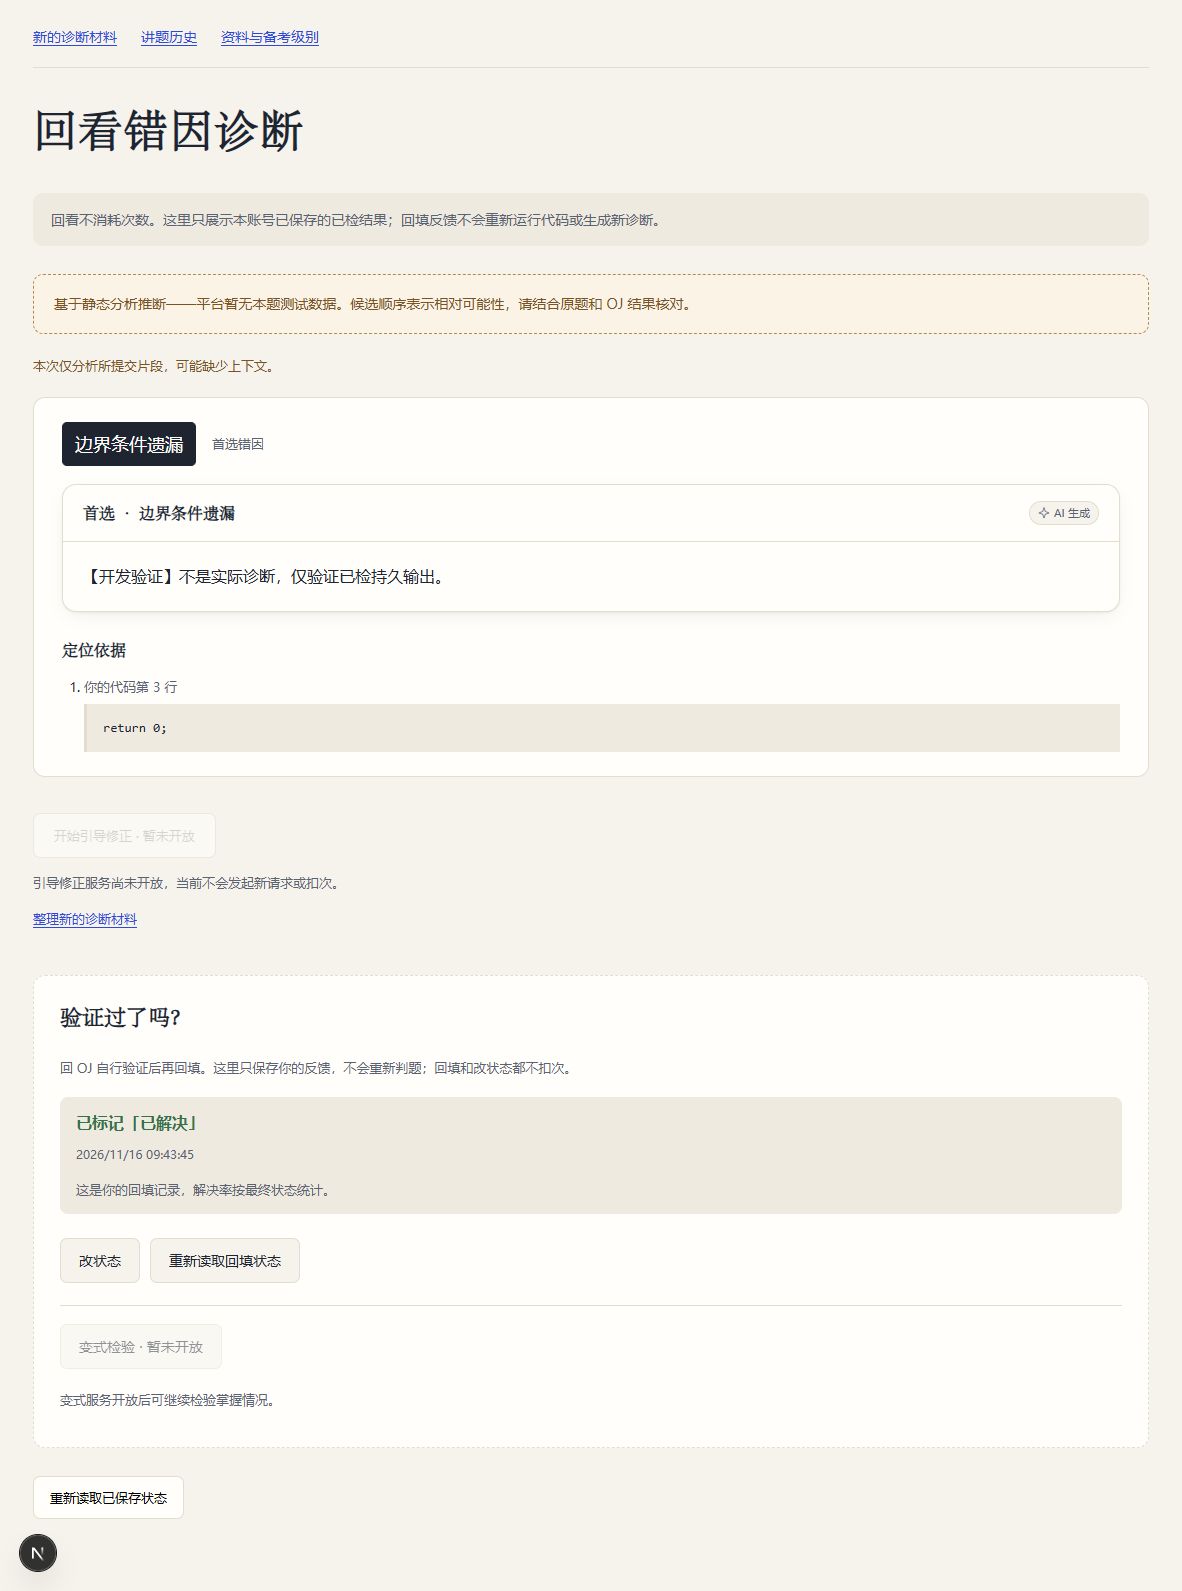 新的诊断材料 讲题历史 资料与备考级别
回看错因诊断
回看不消耗次数。这里只展示本账号已保存的已检结果；回填反馈不会重新运行代码或生成新诊断。
基于静态分析推断——平台暂无本题测试数据。候选顺序表示相对可能性，请结合原题和 OJ 结果核对。
本次仅分析所提交片段，可能缺少上下文。
边界条件遗漏 首选错因
首选 · 边界条件遗漏 AI 生成
【开发验证】不是实际诊断，仅验证已检持久输出。
定位依据
1. 你的代码第 3 行
return 0;
开始引导修正 · 暂未开放
引导修正服务尚未开放，当前不会发起新请求或扣次。
整理新的诊断材料
验证过了吗？
回 OJ 自行验证后再回填。这里只保存你的反馈，不会重新判题；回填和改状态都不扣次。
已标记「已解决」
2026/11/16 09:43:45
这是你的回填记录，解决率按最终状态统计。
改状态 重新读取回填状态
变式检验 · 暂未开放
变式服务开放后可继续检验掌握情况。
重新读取已保存状态
N